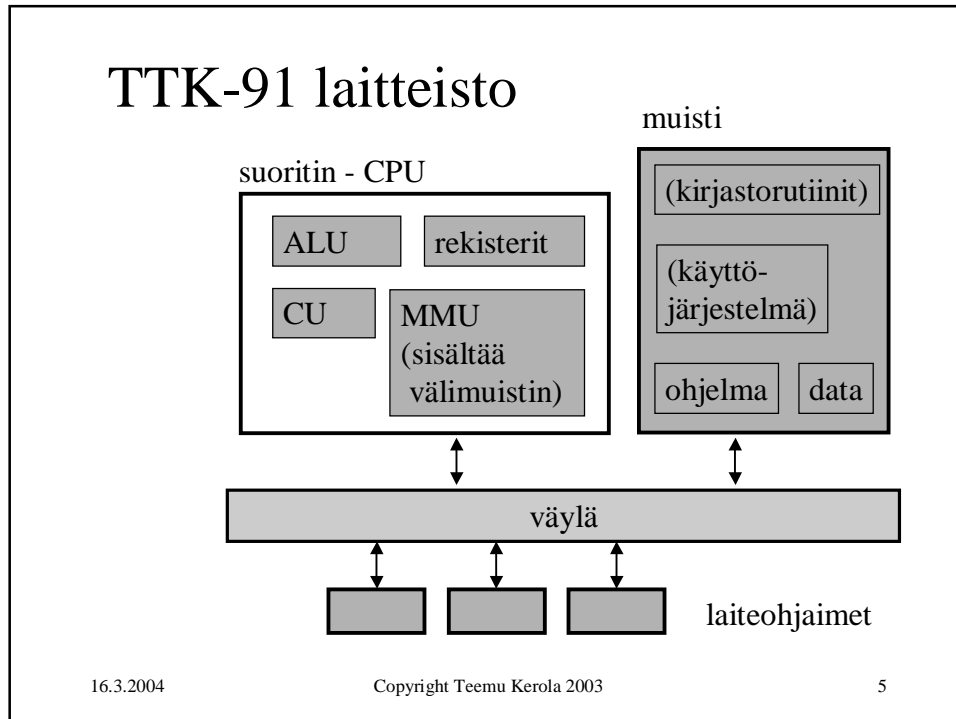 TTK-91 laitteisto
muisti
suoritin - CPU
(kirjastorutiinit)
ALU
rekisterit
(käyttö-
järjestelmä)
CU
MMU
(sisältää
välimuistin)
ohjelma
data
väylä
laiteohjaimet
16.3.2004
Copyright Teemu Kerola 2003
5